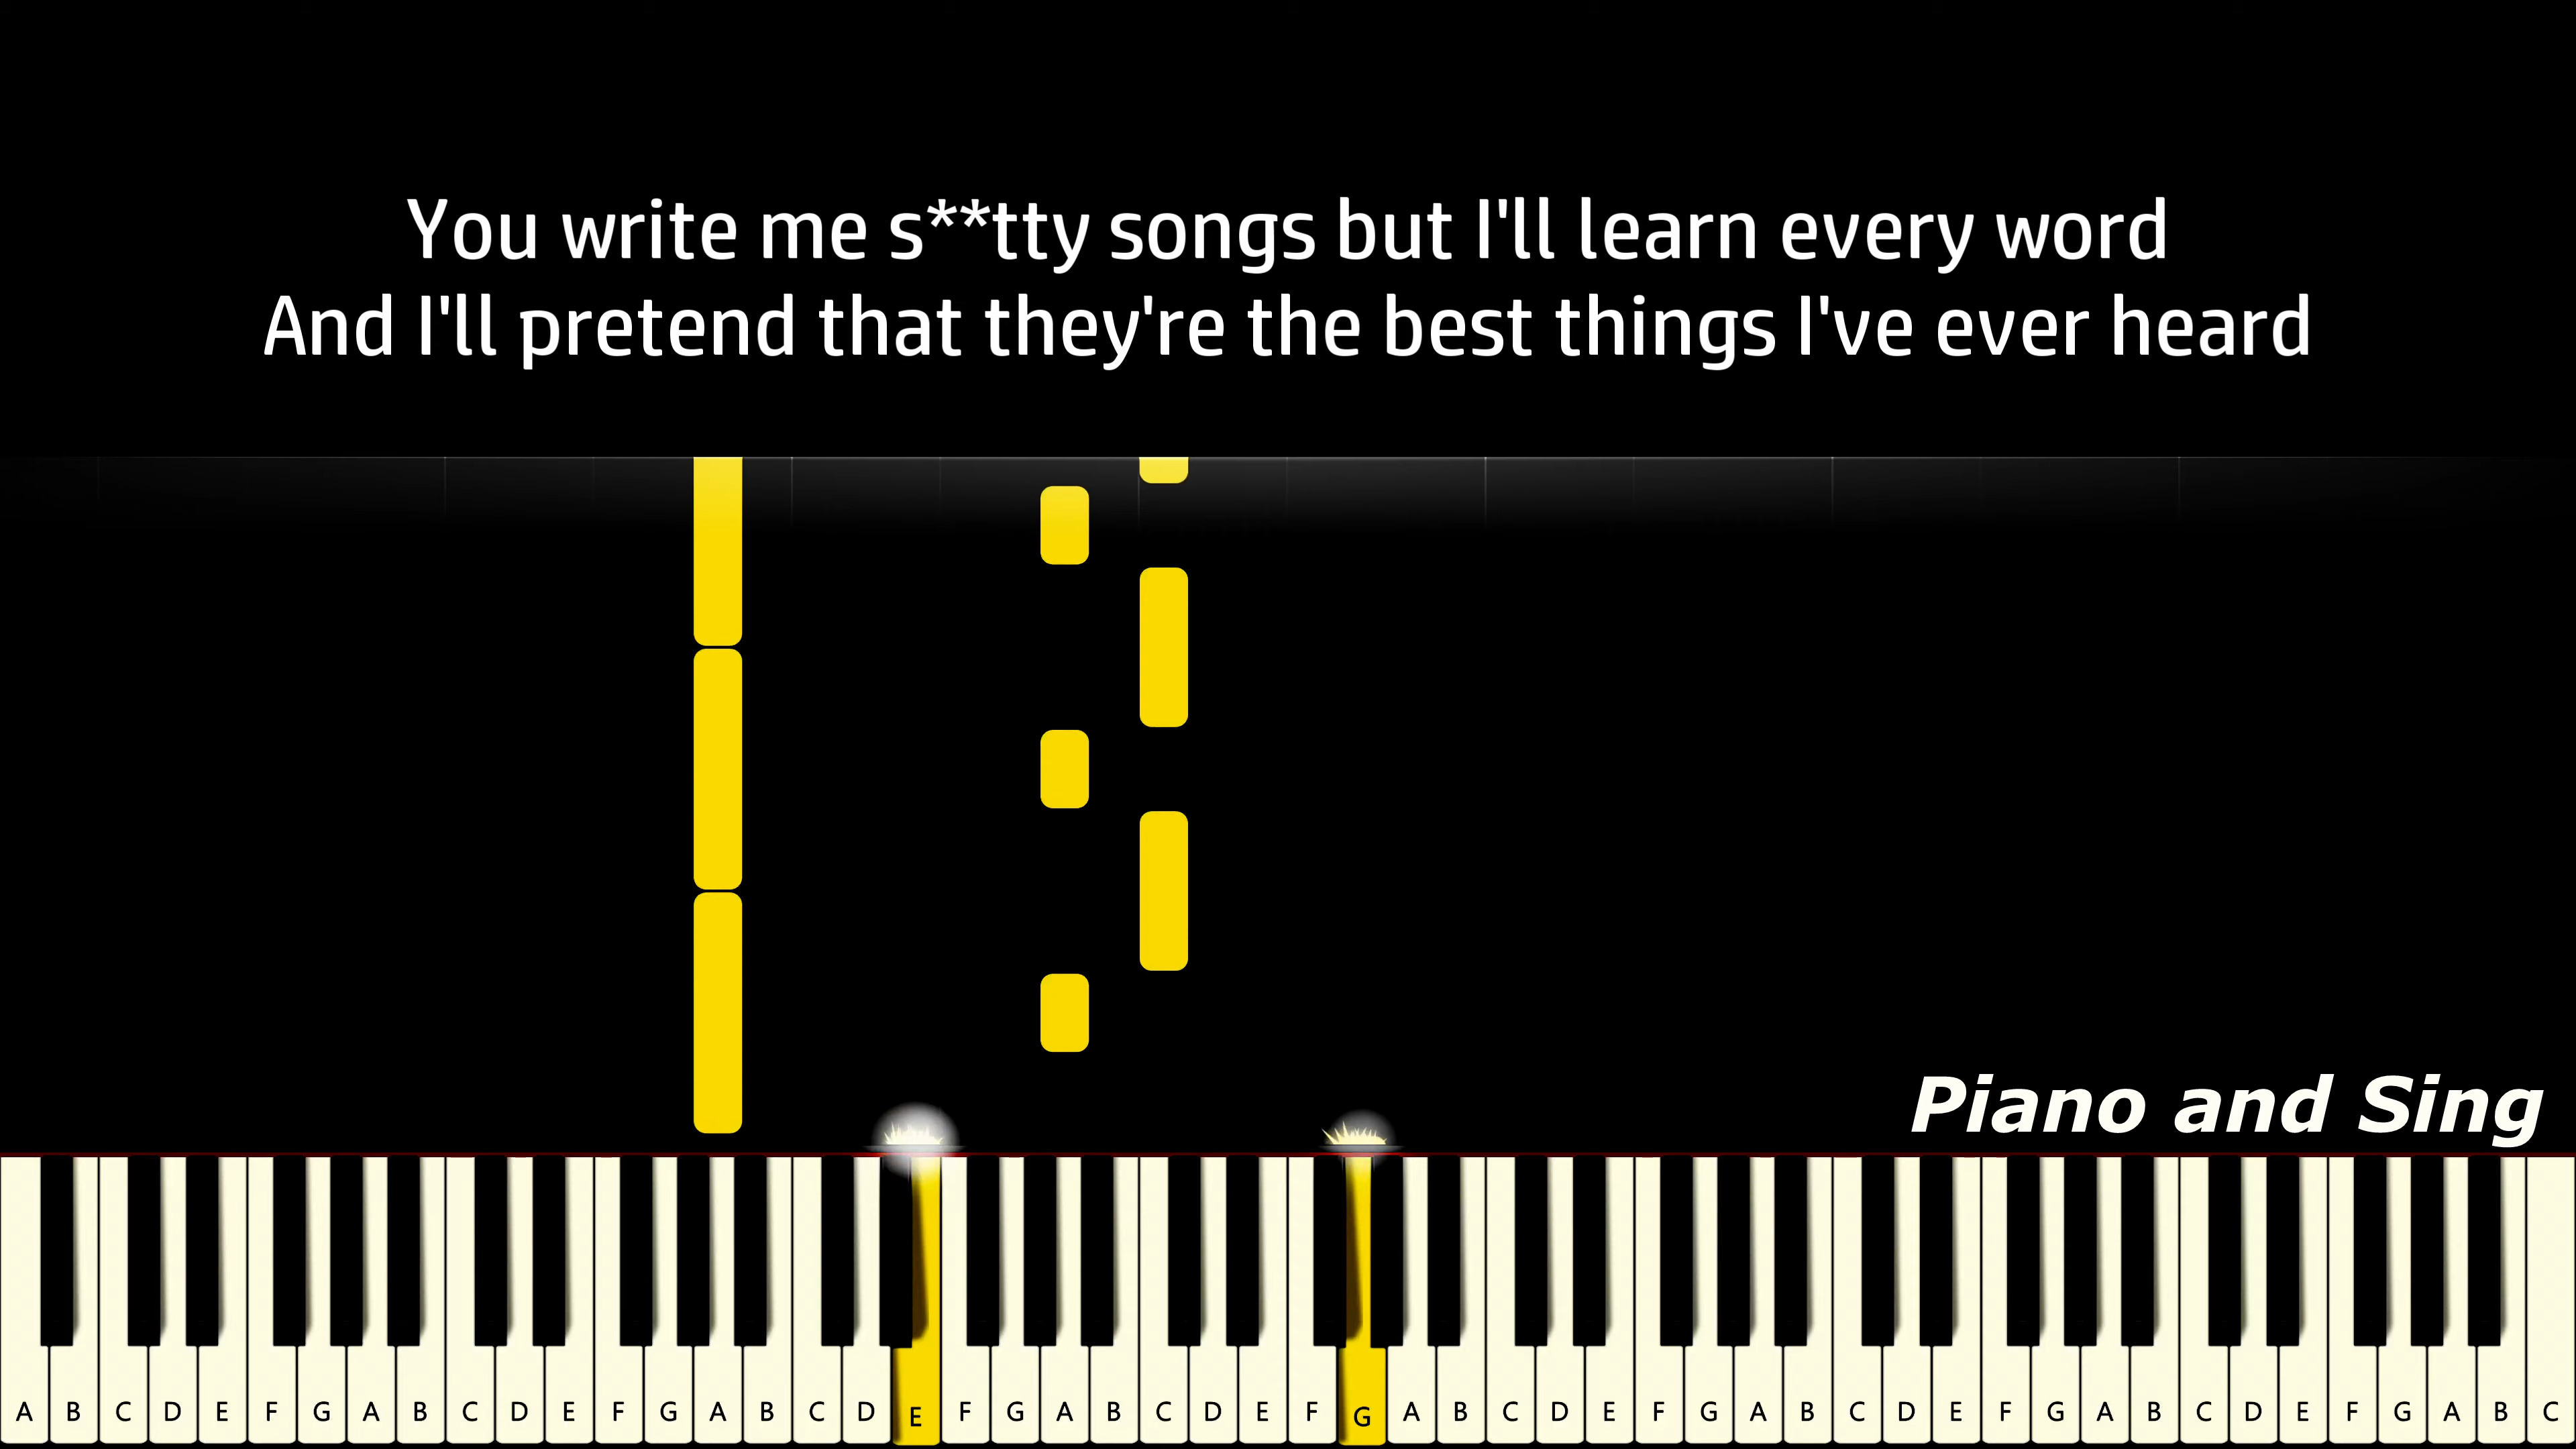 You write me s**tty songs but I'll learn every word
And I'll pretend that they're the best things I've ever heard
Piano and Sing
A B C D E F G A B C D E F G A B C D E F G A B C D E F G A B C D E F G A B C D E F G A B C D E F G A B C